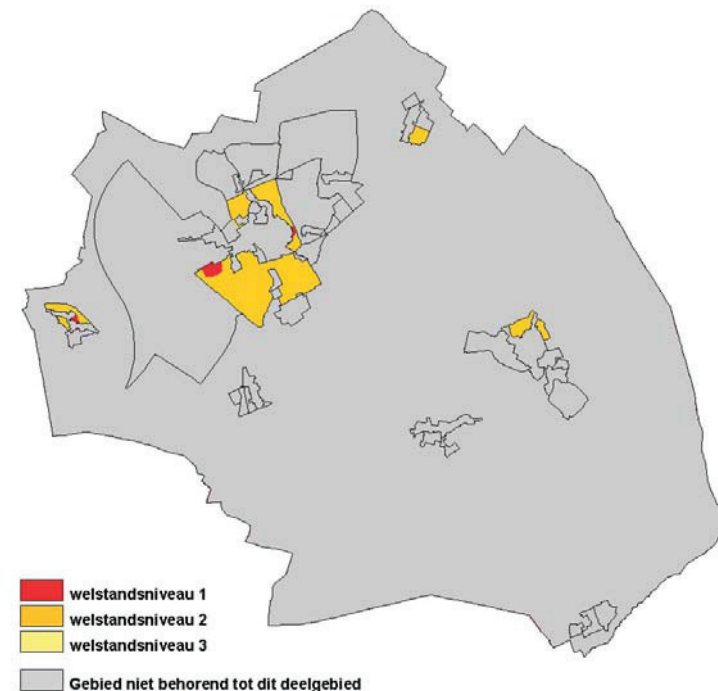 welstandsniveau 1
welstandsniveau 2
welstandsniveau 3
Gebied niet behorend tot dit deelgebied